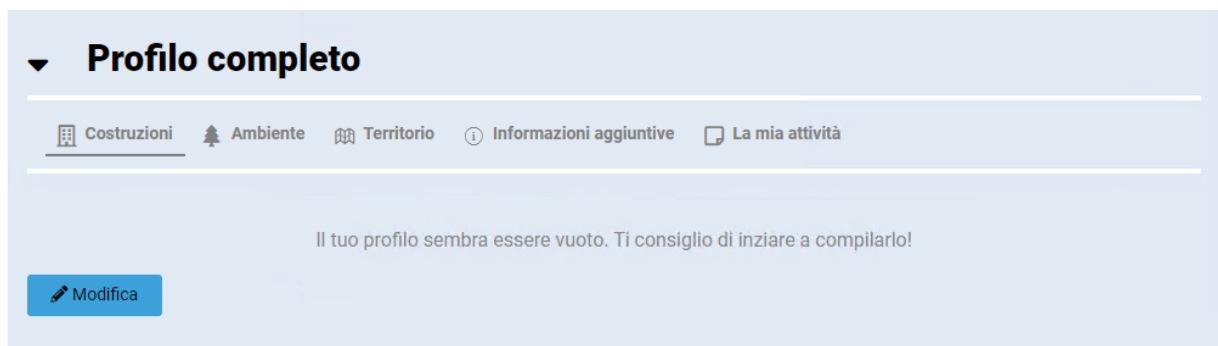 Profilo completo
Costruzioni Ambiente Territorio Informazioni aggiuntive La mia attività
Il tuo profilo sembra essere vuoto. Ti consiglio di inziare a compilarlo!
Modifica